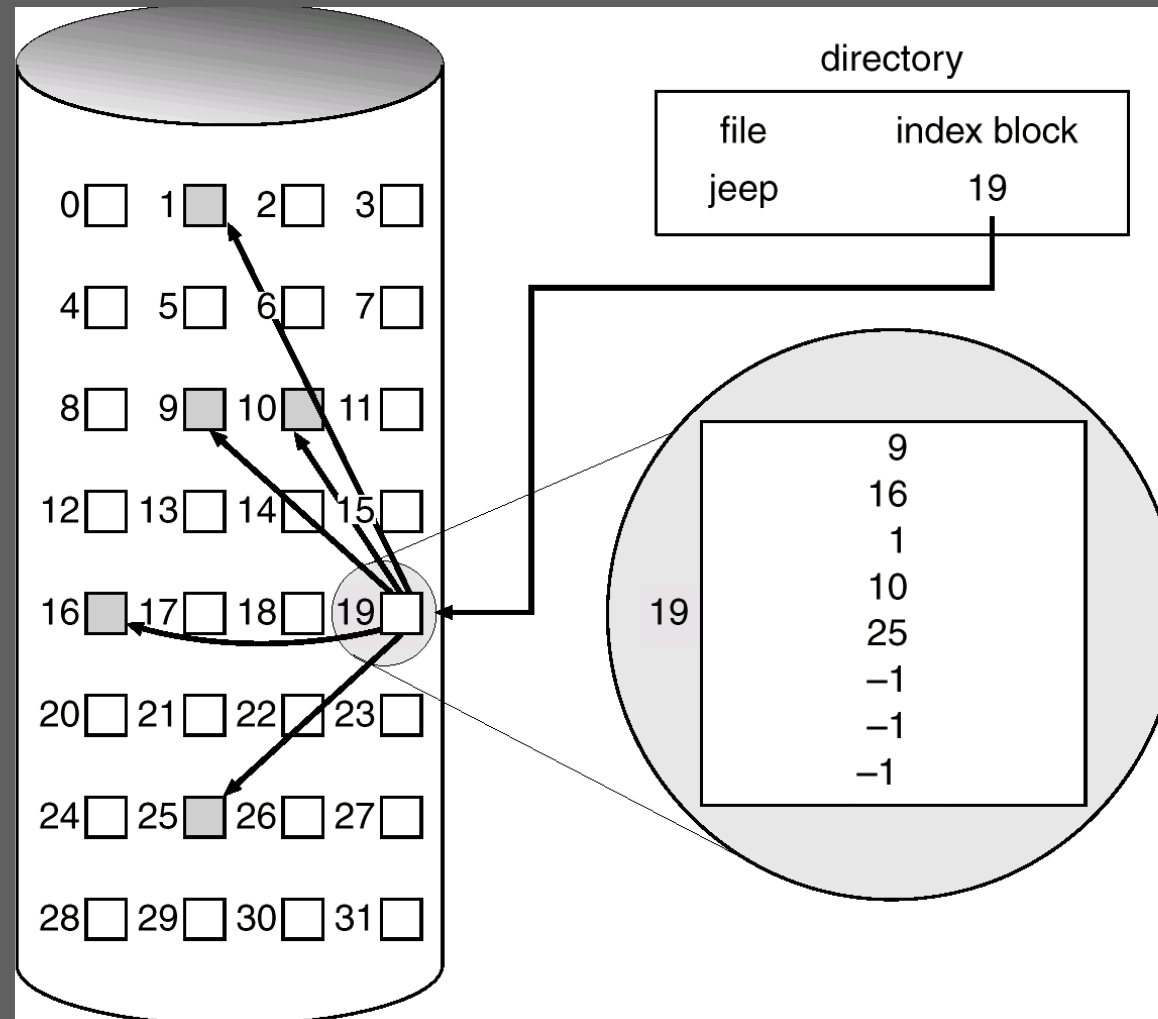 directory
file index block
jeep 19
0 1 2 3
4 5 6 7
8 9 10 11
12 13 14 15
16 17 18 19
20 21 22 23
24 25 26 27
28 29 30 31
19
9
16
1
10
25
–1
–1
–1